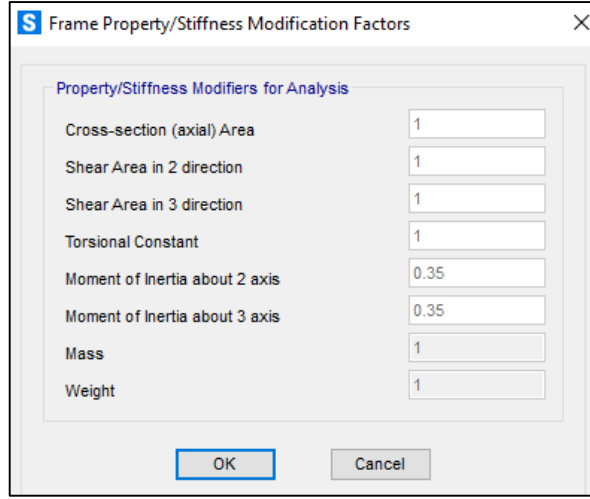 S Frame Property/Stiffness Modification Factors
Property/Stiffness Modifiers for Analysis
Cross-section (axial) Area 1
Shear Area in 2 direction 1
Shear Area in 3 direction 1
Torsional Constant 1
Moment of Inertia about 2 axis 0.35
Moment of Inertia about 3 axis 0.35
Mass 1
Weight 1
OK Cancel